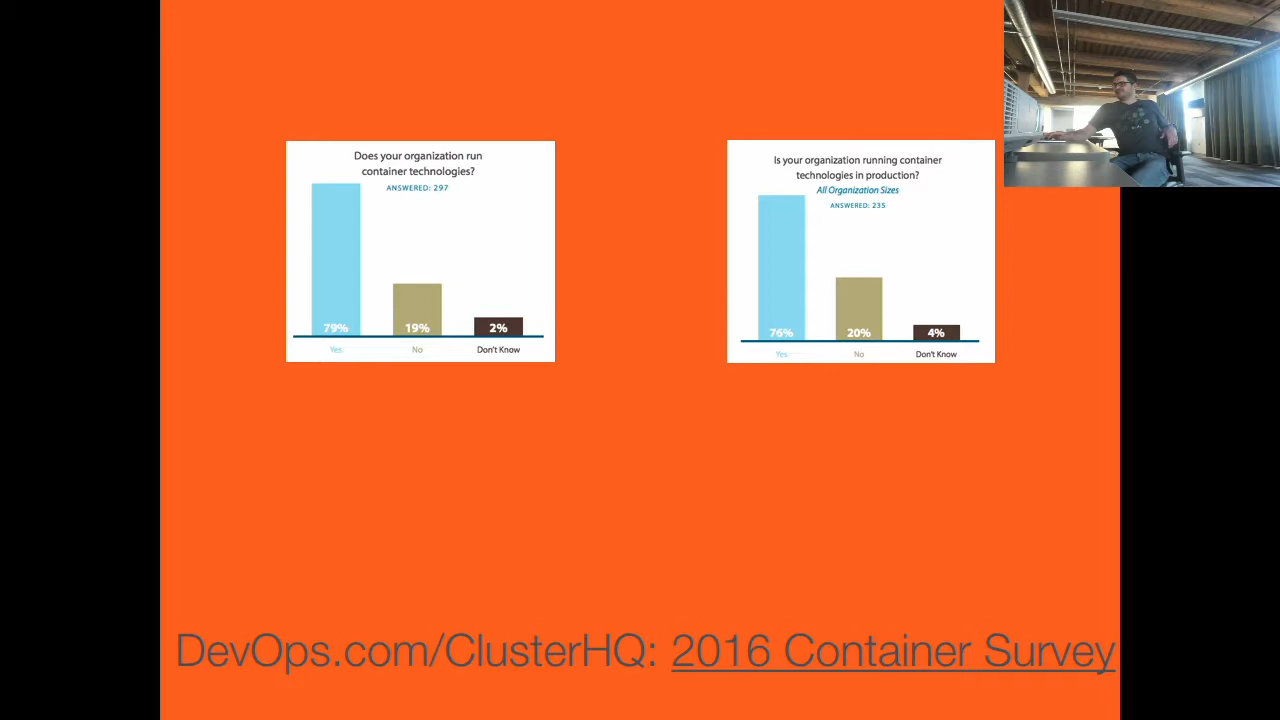 Does your organization run
container technologies?
ANSWERED: 297
79%
19%
2%
Yes
No
Don't Know
Is your organization running container
technologies in production?
All Organization Sizes
ANSWERED: 235
76%
20%
4%
Yes
No
Don't Know
DevOps.com/ClusterHQ: 2016 Container Survey